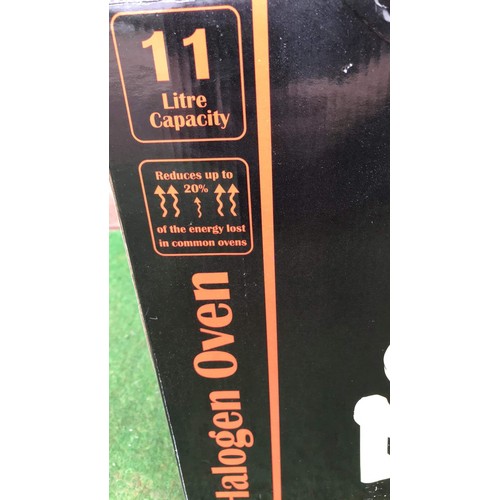 11
Litre
Capacity
Reduces up to
20%
of the energy lost
in common ovens
Halogen Oven